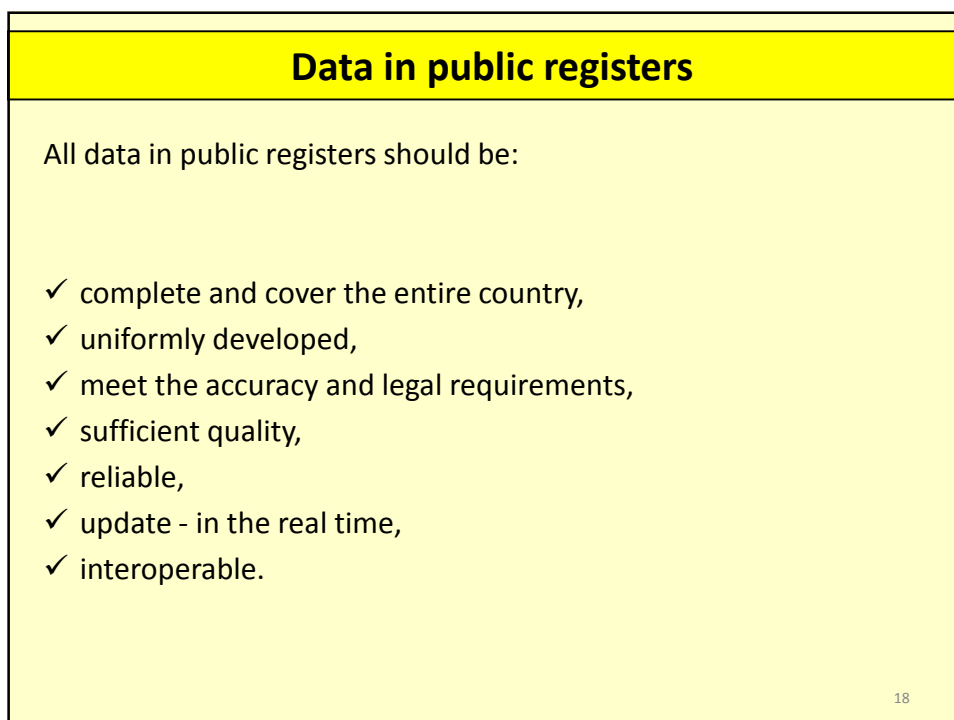 Data in public registers
All data in public registers should be:
✓ complete and cover the entire country,
✓ uniformly developed,
✓ meet the accuracy and legal requirements,
✓ sufficient quality,
✓ reliable,
✓ update - in the real time,
✓ interoperable.
18